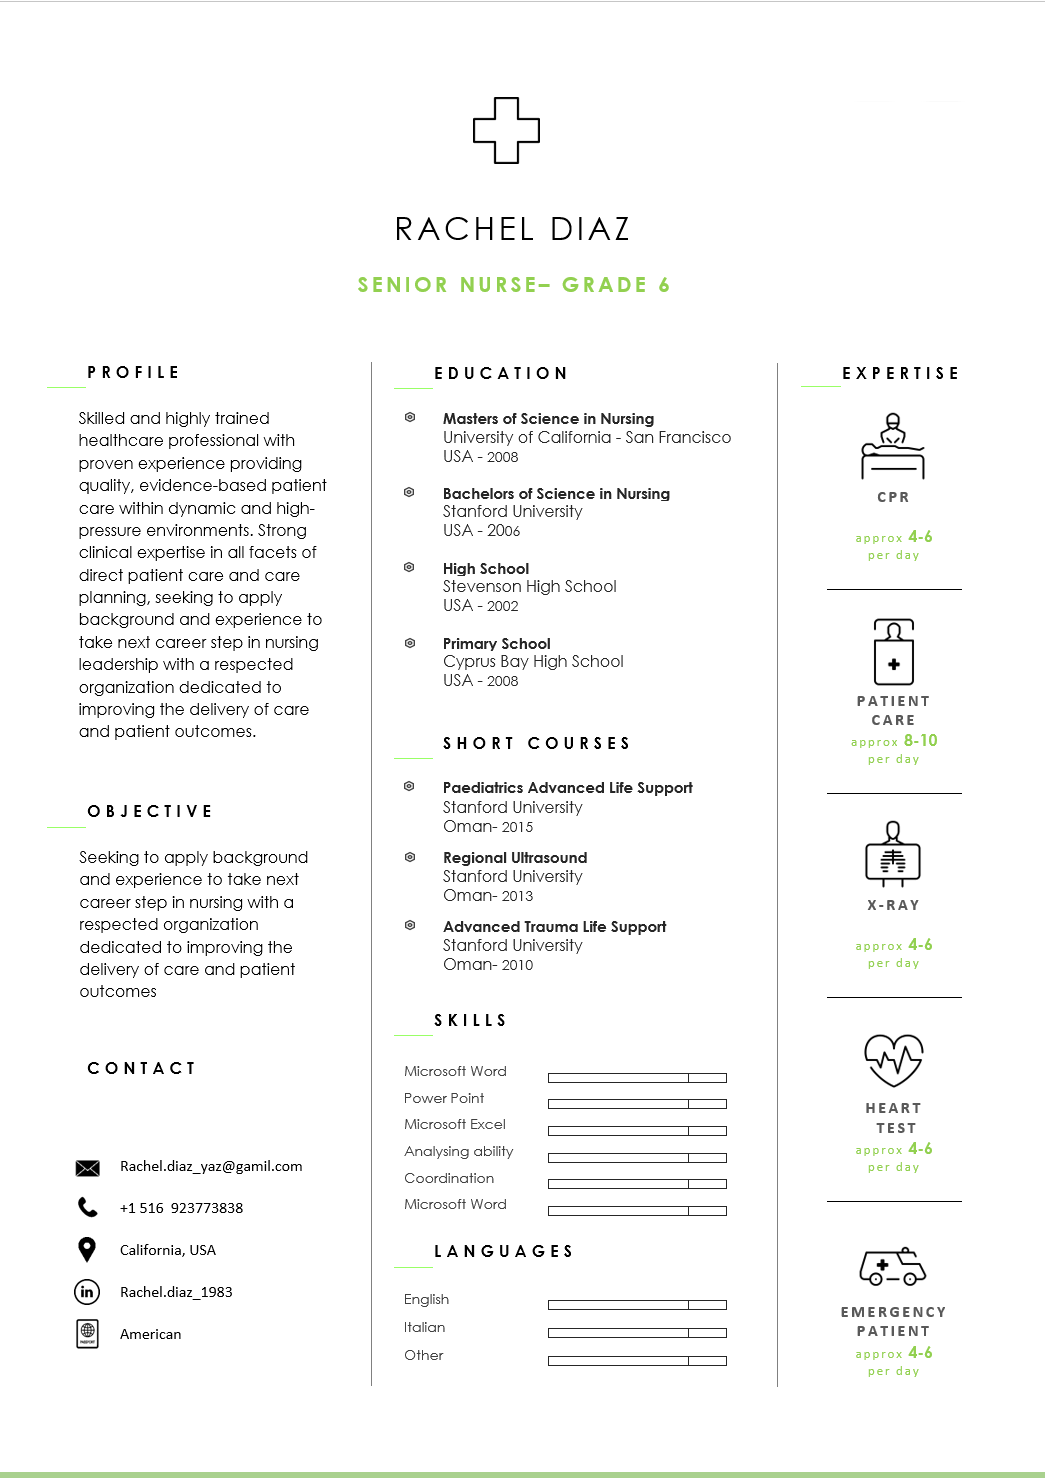 RACHEL DIAZ
SENIOR NURSE– GRADE 6
PROFILE
Skilled and highly trained
healthcare professional with
proven experience providing
quality, evidence-based patient
care within dynamic and high-
pressure environments. Strong
clinical expertise in all facets of
direct patient care and care
planning, seeking to apply
background and experience to
take next career step in nursing
leadership with a respected
organization dedicated to
improving the delivery of care
and patient outcomes.
OBJECTIVE
Seeking to apply background
and experience to take next
career step in nursing with a
respected organization
dedicated to improving the
delivery of care and patient
outcomes
CONTACT
Rachel.diaz_yaz@gamil.com
+1 516  923773838
California, USA
in
Rachel.diaz_1983
PASSPORT
American
EDUCATION
Masters of Science in Nursing
University of California - San Francisco
USA - 2008
Bachelors of Science in Nursing
Stanford University
USA - 2006
High School
Stevenson High School
USA - 2002
Primary School
Cyprus Bay High School
USA - 2008
SHORT COURSES
Paediatrics Advanced Life Support
Stanford University
Oman- 2015
Regional Ultrasound
Stanford University
Oman- 2013
Advanced Trauma Life Support
Stanford University
Oman- 2010
SKILLS
Microsoft Word
Power Point
Microsoft Excel
Analysing ability
Coordination
Microsoft Word
LANGUAGES
English
Italian
Other
EXPERTISE
CPR
approx 4-6
per day
PATIENT
CARE
approx 8-10
per day
X-RAY
approx 4-6
per day
HEART
TEST
approx 4-6
per day
EMERGENCY
PATIENT
approx 4-6
per day